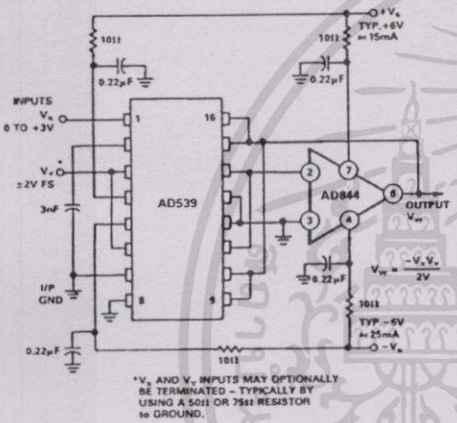 +Vs
TYP. +6V
≈ 15mA
10Ω
10Ω
0.22µF
0.22µF
INPUTS
Vx
0 TO +3V
1
16
*
VY
±2V FS
AD539
2
7
AD844
6
3
4
OUTPUT
VW
3nF
I/P
GND
8
9
0.22µF
VW = -VxVY
2V
10Ω
TYP. -6V
≈ 25mA
0.22µF
10Ω
-Vs
*Vx AND VY INPUTS MAY OPTIONALLY
BE TERMINATED – TYPICALLY BY
USING A 50Ω OR 75Ω RESISTOR
to GROUND.